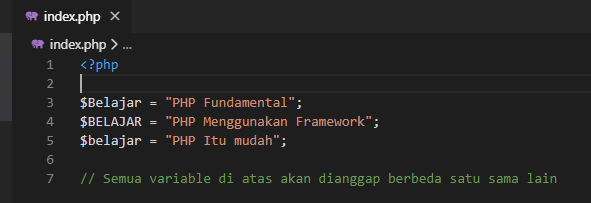 index.php ×
index.php > ...
1 <?php
2
3 $Belajar = "PHP Fundamental";
4 $BELAJAR = "PHP Menggunakan Framework";
5 $belajar = "PHP Itu mudah";
6
7 // Semua variable di atas akan dianggap berbeda satu sama lain